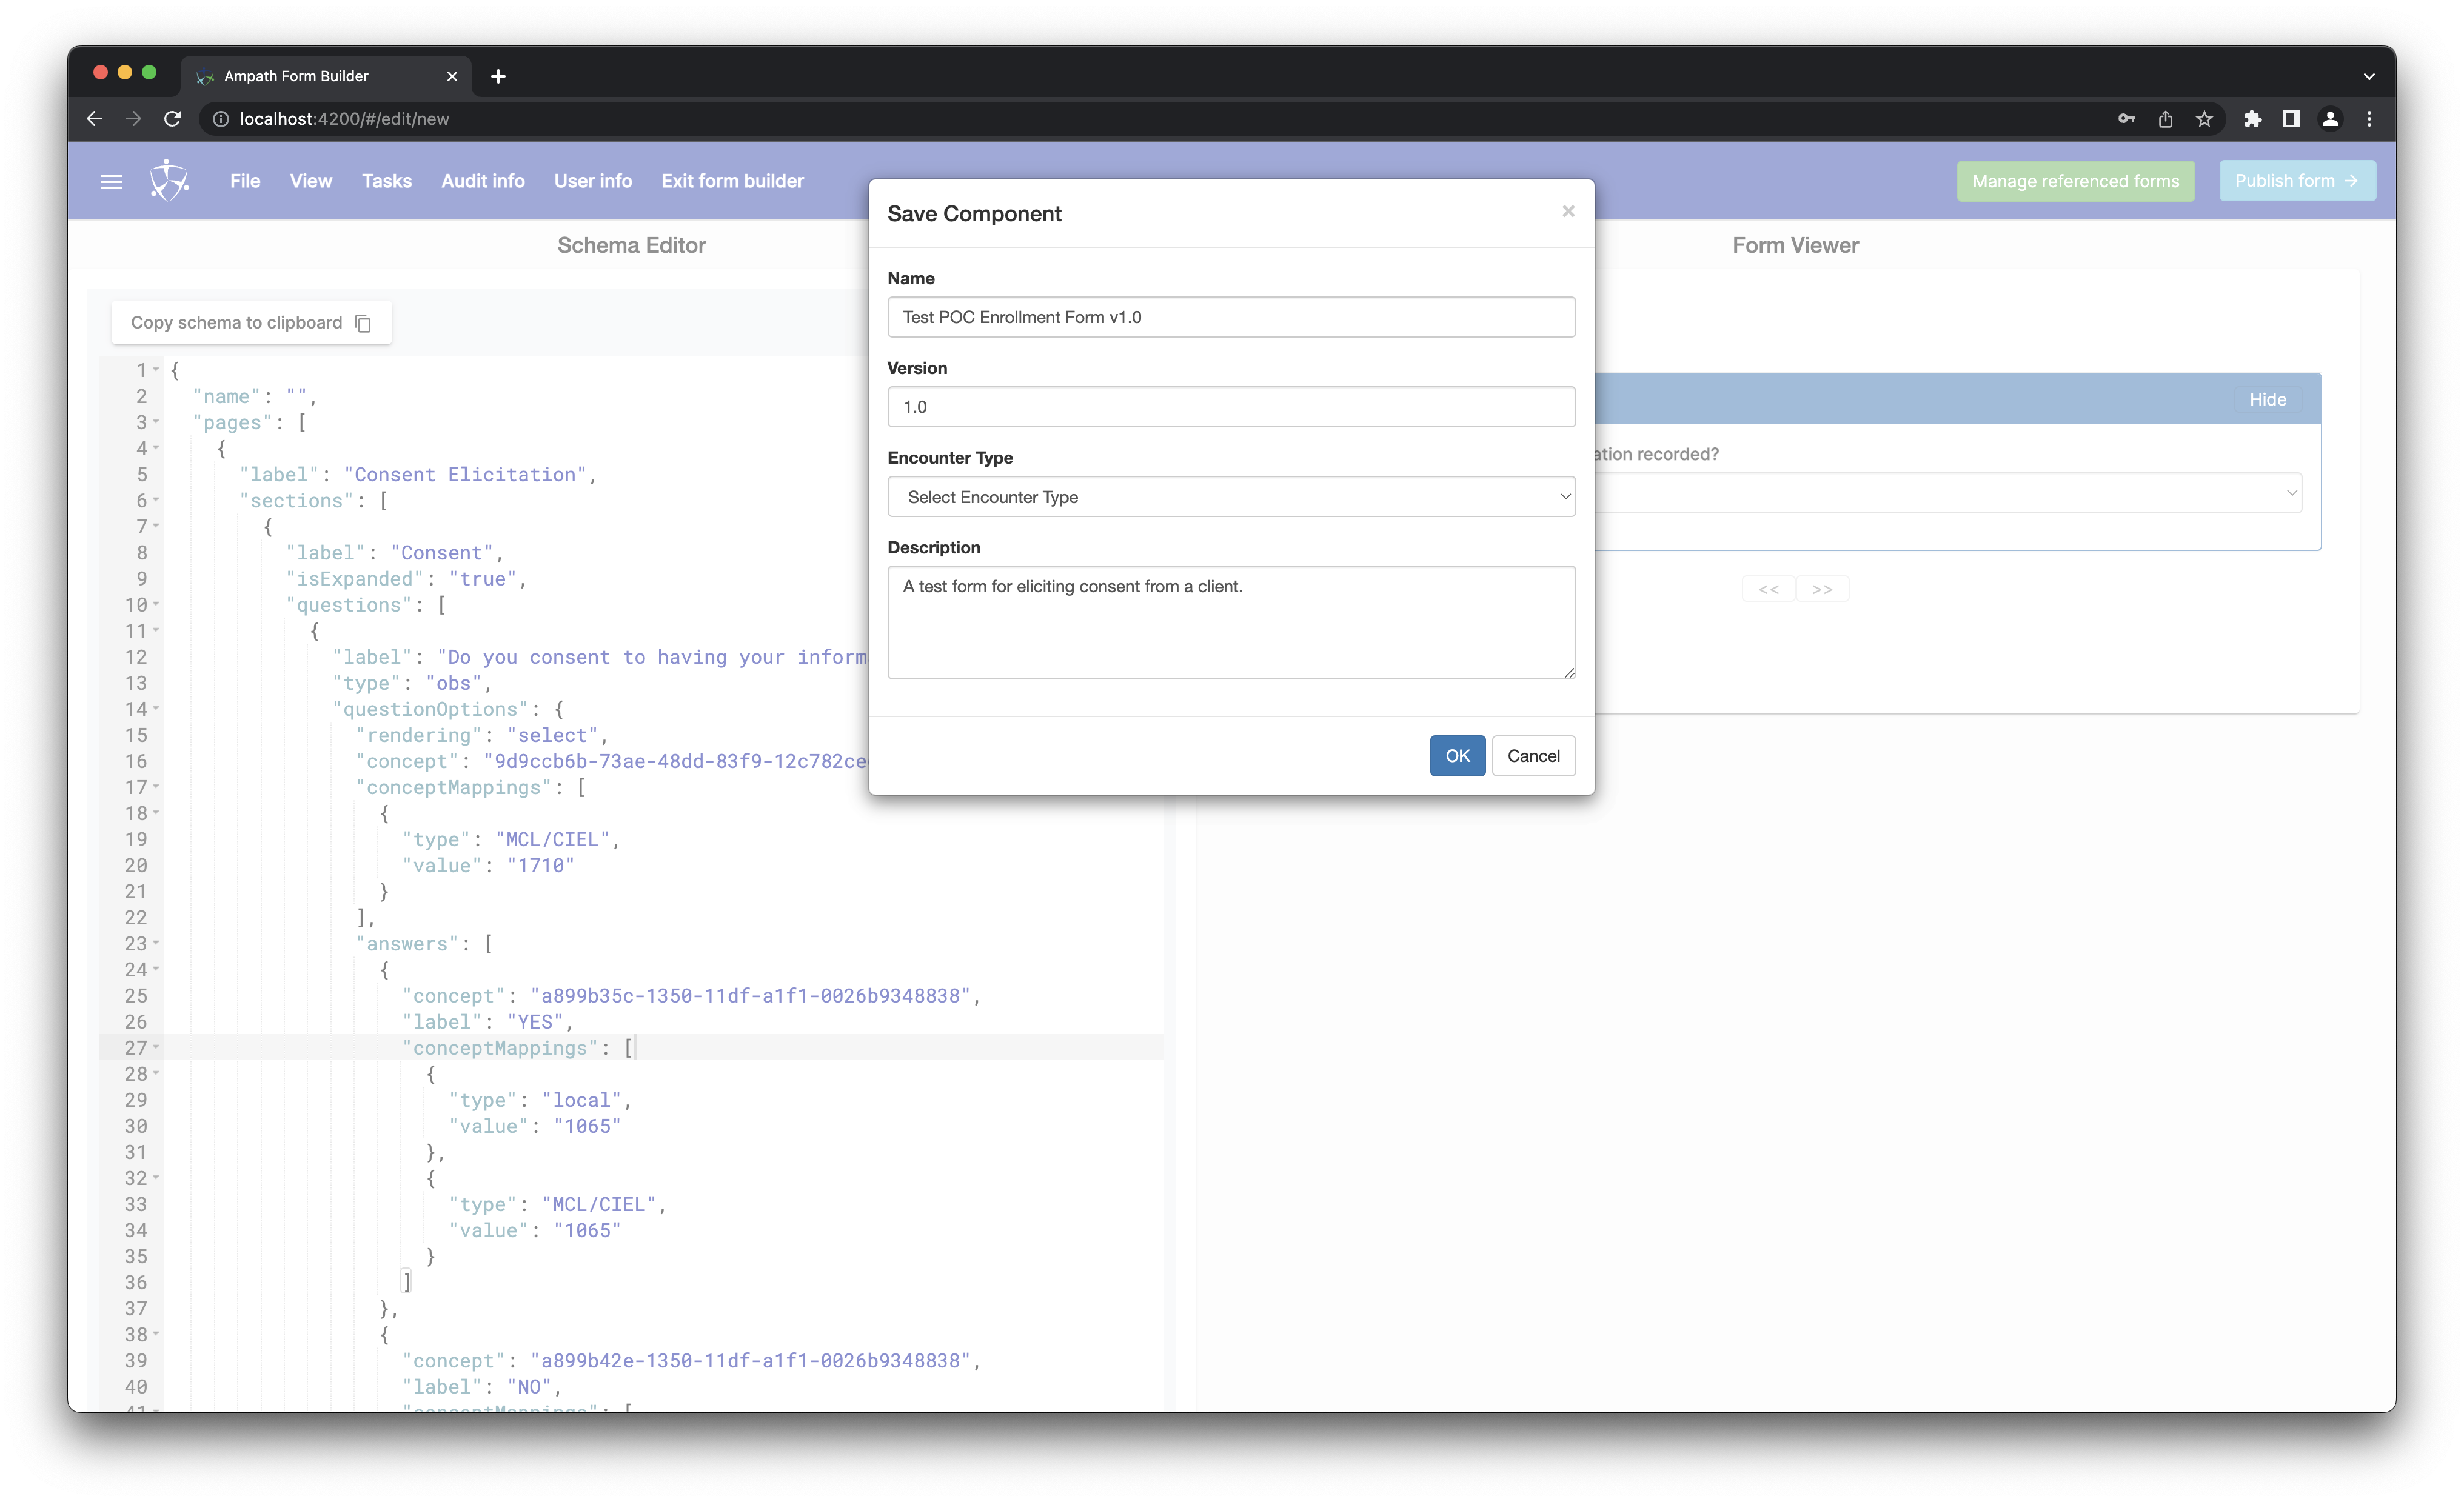 Ampath Form Builder
localhost:4200/#/edit/new
File View Tasks Audit info User info Exit form builder
Manage referenced forms
Publish form
Schema Editor
Copy schema to clipboard
1 {
2 "name": "",
3 "pages": [
4 {
5 "label": "Consent Elicitation",
6 "sections": [
7 {
8 "label": "Consent",
9 "isExpanded": "true",
10 "questions": [
11 {
12 "label": "Do you consent to having your inform
13 "type": "obs",
14 "questionOptions": {
15 "rendering": "select",
16 "concept": "9d9ccb6b-73ae-48dd-83f9-12c782ce
17 "conceptMappings": [
18 {
19 "type": "MCL/CIEL",
20 "value": "1710"
21 }
22 ],
23 "answers": [
24 {
25 "concept": "a899b35c-1350-11df-a1f1-0026b9348838",
26 "label": "YES",
27 "conceptMappings": [
28 {
29 "type": "local",
30 "value": "1065"
31 },
32 {
33 "type": "MCL/CIEL",
34 "value": "1065"
35 }
36 ]
37 },
38 {
39 "concept": "a899b42e-1350-11df-a1f1-0026b9348838",
40 "label": "NO",
41 "conceptMappings": [
Save Component
×
Name
Test POC Enrollment Form v1.0
Version
1.0
Encounter Type
Select Encounter Type
Description
A test form for eliciting consent from a client.
OK Cancel
Form Viewer
Hide
ation recorded?
<< >>